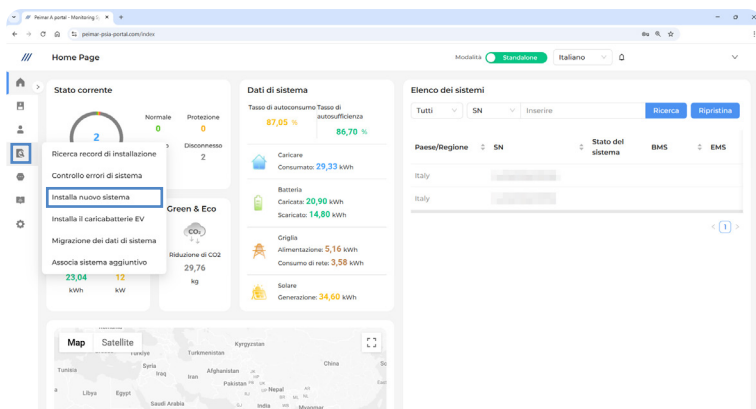 Peimar A portal - Monitoring
peimar-psia-portal.com/index
Home Page
Modalità
Standalone
Italiano
Stato corrente
2
Normale
0
Protezione
0
Disconnesso
2
Ricerca record di installazione
Controllo errori di sistema
Installa nuovo sistema
Installa il caricabatterie EV
Migrazione dei dati di sistema
Associa sistema aggiuntivo
23,04
kWh
12
kW
Green & Eco
CO₂
Riduzione di CO2
29,76
kg
Dati di sistema
Tasso di autoconsumo
87,05 %
Tasso di
autosufficienza
86,70 %
Caricare
Consumato: 29,33 kWh
Batteria
Caricata: 20,90 kWh
Scaricato: 14,80 kWh
Griglia
Alimentazione: 5,16 kWh
Consumo di rete: 3,58 kWh
Solare
Generazione: 34,60 kWh
Elenco dei sistemi
Tutti
SN
Inserire
Ricerca
Ripristina
Paese/Regione
SN
Stato del
sistema
BMS
EMS
Italy
Italy
< 1 >
Map
Satellite
Türkiye
Kyrgyzstan
Turkmenistan
Tunisia
Syria
Iraq
Iran
Afghanistan
China
Pakistan
Nepal
Libya
Egypt
Saudi Arabia
India
Myanmar